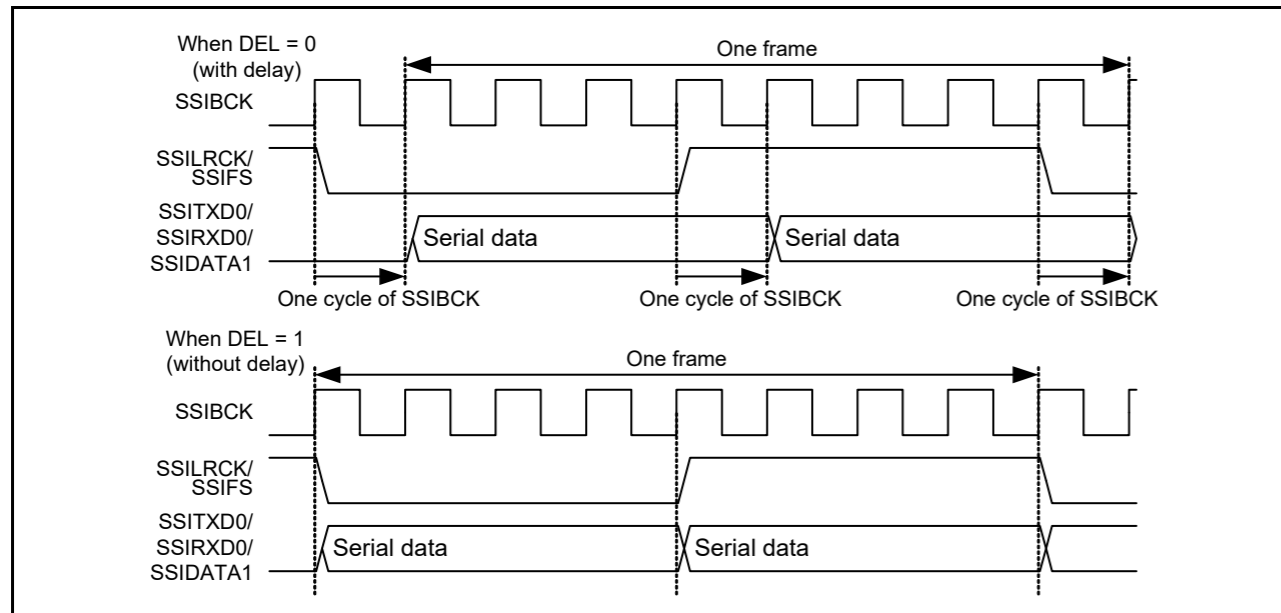 When DEL = 0
(with delay)
One frame
SSIBCK
SSILRCK/
SSIFS
SSITXD0/
SSIRXD0/
SSIDATA1
Serial data
Serial data
One cycle of SSIBCK
One cycle of SSIBCK
One cycle of SSIBCK
When DEL = 1
(without delay)
One frame
SSIBCK
SSILRCK/
SSIFS
SSITXD0/
SSIRXD0/
SSIDATA1
Serial data
Serial data